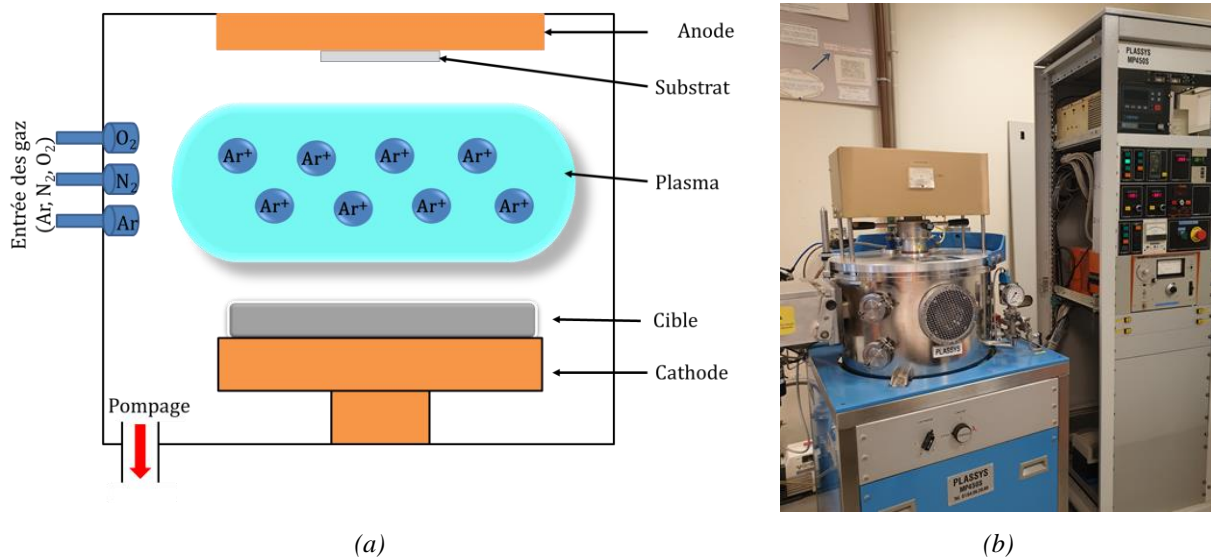 Anode
Substrat
Entrée des gaz
(Ar, N₂, O₂)
O₂
N₂
Ar
Ar⁺ Ar⁺ Ar⁺ Ar⁺
Ar⁺ Ar⁺ Ar⁺ Ar⁺
Plasma
Cible
Cathode
Pompage
(a)
PLASSYS
MP450S
PLASSYS
PLASSYS
MP450S
(b)